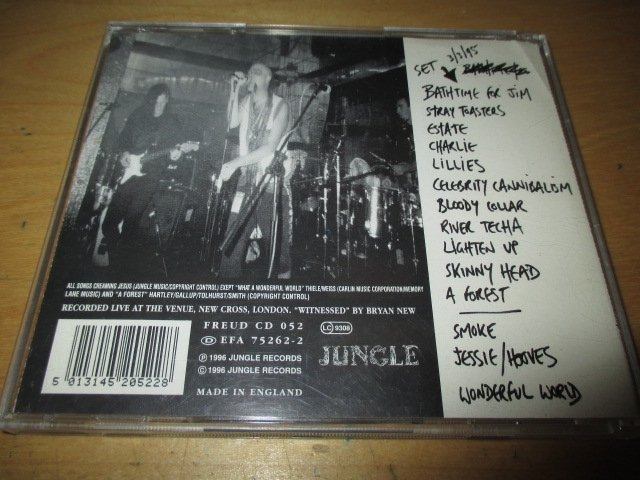 SET 2/2/95
BATHTIME FOR JIM
STRAY TOASTERS
ESTATE
CHARLIE
LILLIES
CELEBRITY CANNIBALISM
BLOODY COLLAR
RIVER TECHA
LIGHTEN UP
SKINNY HEAD
A FOREST
SMOKE
JESSIE/HOOVES
WONDERFUL WORLD
ALL SONGS CREAMING JESUS (JUNGLE MUSIC/COPYRIGHT CONTROL) EXEPT "WHAT A WONDERFUL WORLD" THIELE/WEISS (CARLIN MUSIC CORPORATION/MEMORY
LANE MUSIC) AND "A FOREST" HARTLEY/GALLUP/TOLHURST/SMITH (COPYRIGHT CONTROL)
RECORDED LIVE AT THE VENUE, NEW CROSS, LONDON. "WITNESSED" BY BRYAN NEW
FREUD CD 052
LC 9308
EFA 75262-2
℗ 1996 JUNGLE RECORDS
© 1996 JUNGLE RECORDS
JUNGLE
MADE IN ENGLAND
5 013145 205228